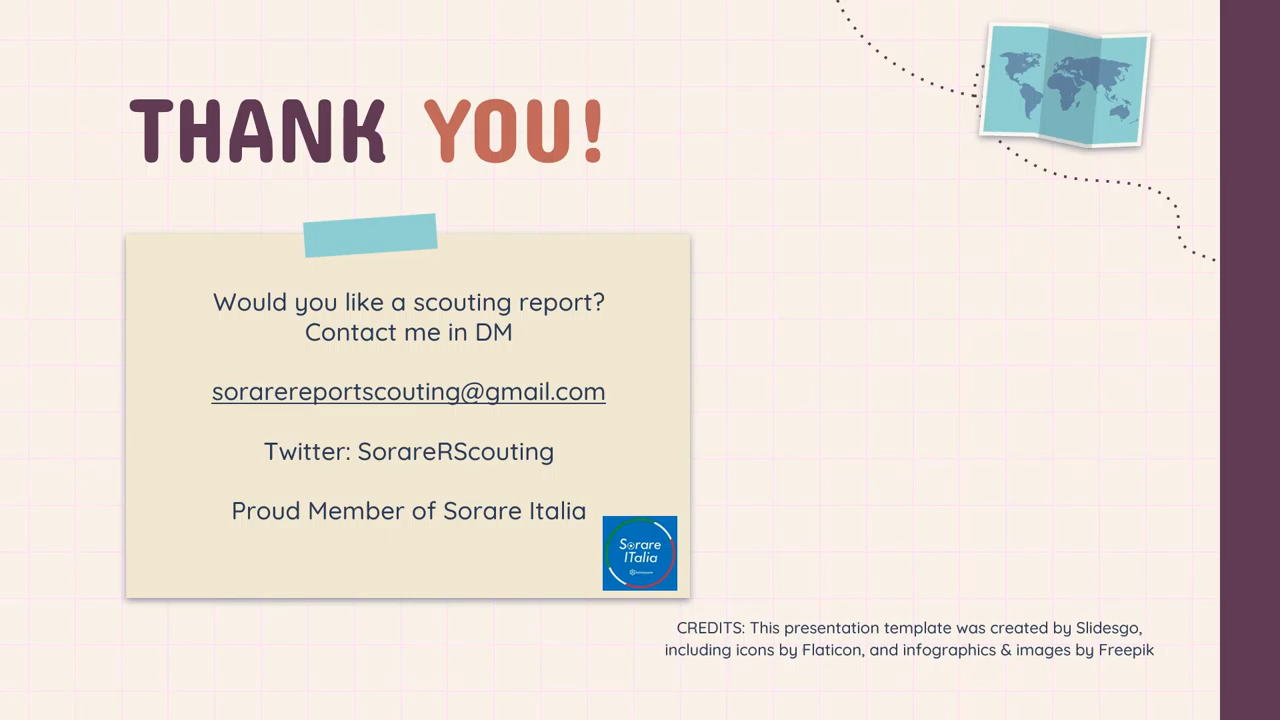 THANK YOU!
Would you like a scouting report?
Contact me in DM
sorarereportscouting@gmail.com
Twitter: SorareRScouting
Proud Member of Sorare Italia
Sorare
ITalia
CREDITS: This presentation template was created by Slidesgo,
including icons by Flaticon, and infographics & images by Freepik